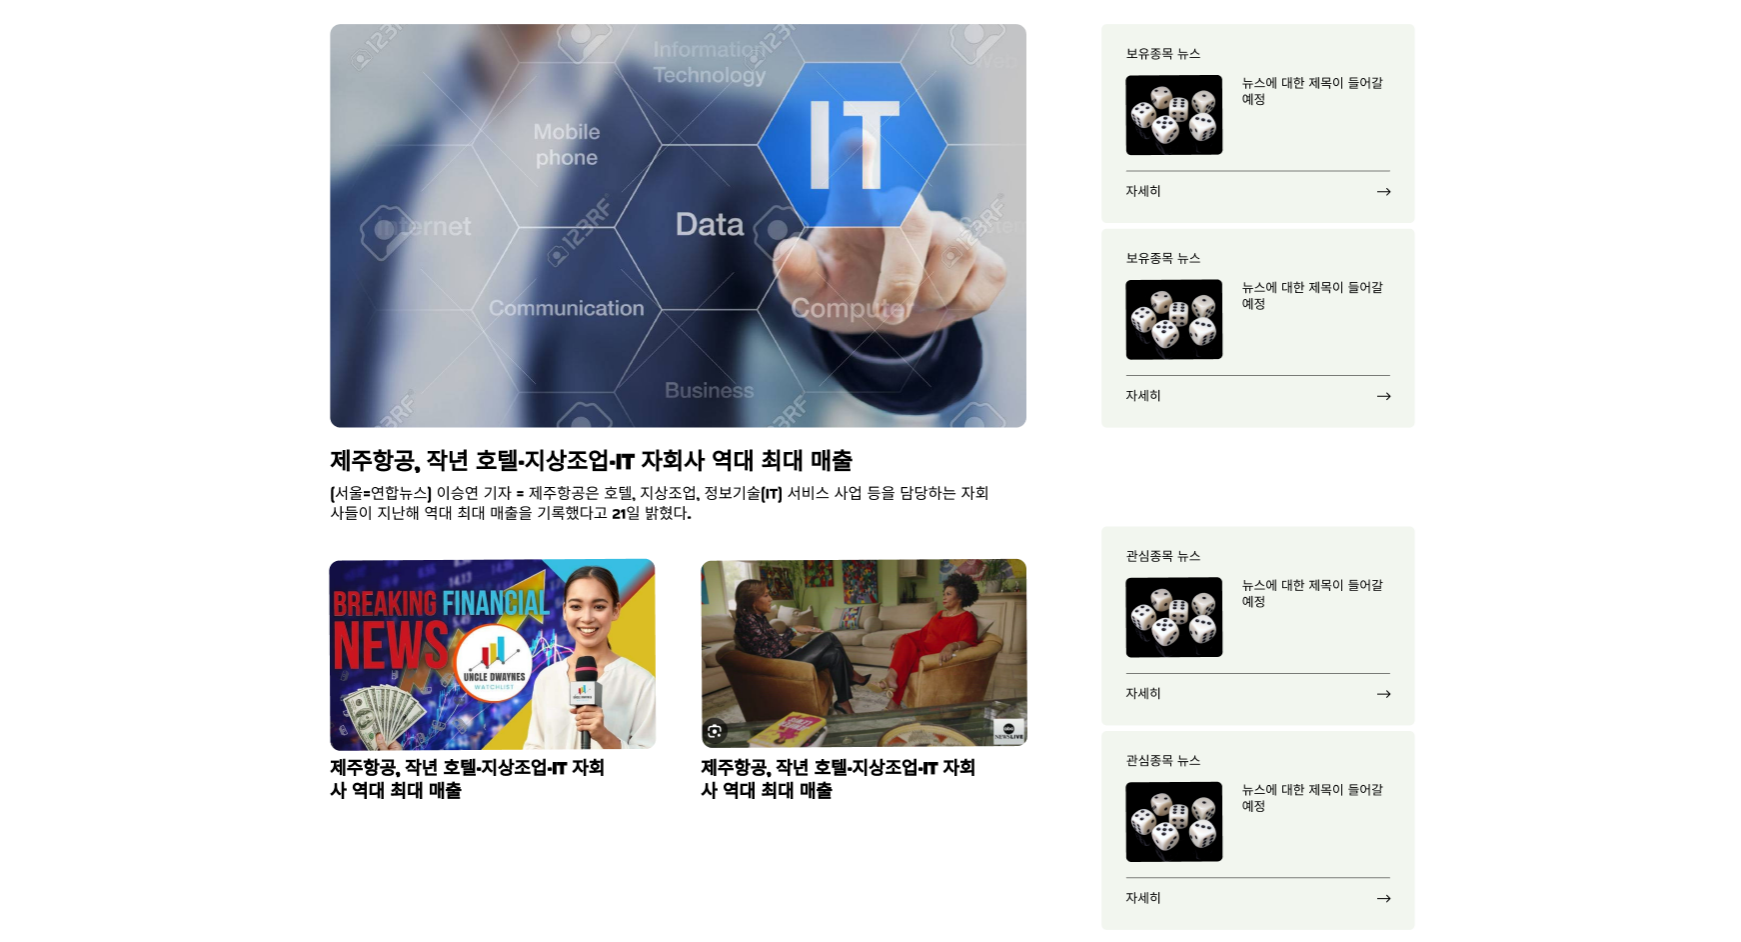 Information
Technology
Web
IT
Mobile
phone
Internet
Data
Communication
Computer
Business
123RF
123RF
123RF
123RF
123RF
123RF
제주항공, 작년 호텔·지상조업·IT 자회사 역대 최대 매출
(서울=연합뉴스) 이승연 기자 = 제주항공은 호텔, 지상조업, 정보기술(IT) 서비스 사업 등을 담당하는 자회
사들이 지난해 역대 최대 매출을 기록했다고 21일 밝혔다.
BREAKING FINANCIAL
NEWS
UNCLE DWAYNES
WATCHLIST
제주항공, 작년 호텔·지상조업·IT 자회
사 역대 최대 매출
NEWS LIVE
제주항공, 작년 호텔·지상조업·IT 자회
사 역대 최대 매출
보유종목 뉴스
뉴스에 대한 제목이 들어갈
예정
자세히
보유종목 뉴스
뉴스에 대한 제목이 들어갈
예정
자세히
관심종목 뉴스
뉴스에 대한 제목이 들어갈
예정
자세히
관심종목 뉴스
뉴스에 대한 제목이 들어갈
예정
자세히